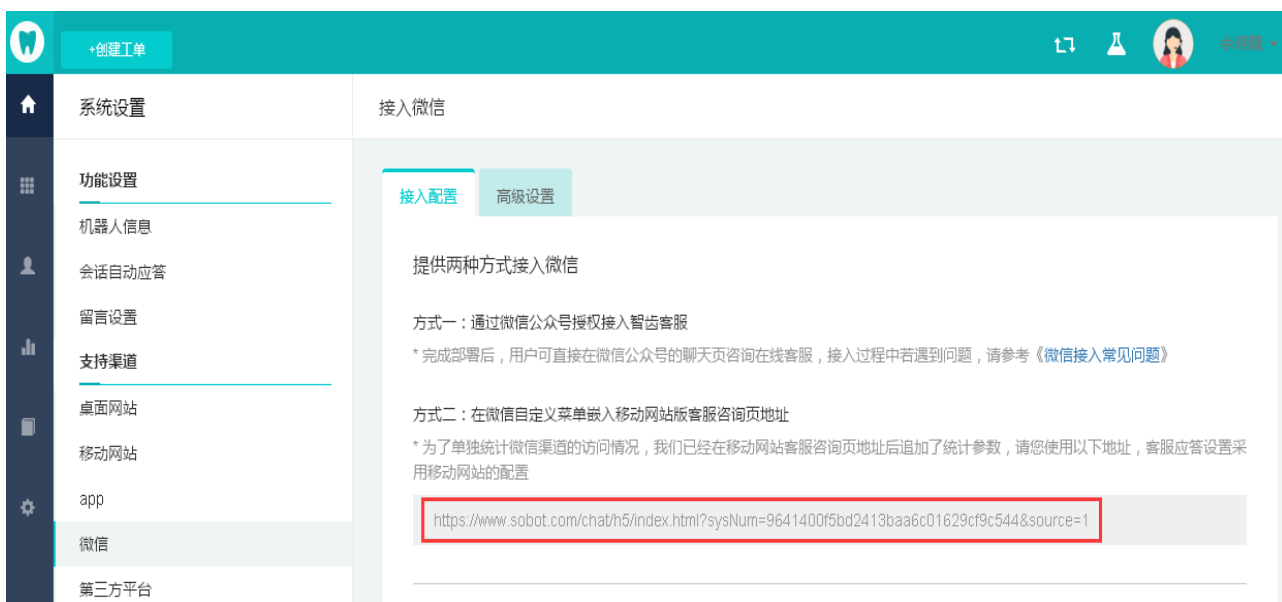 +创建工单
系统设置
接入微信
功能设置
机器人信息
会话自动应答
留言设置
支持渠道
桌面网站
移动网站
app
微信
第三方平台
接入配置
高级设置
提供两种方式接入微信
方式一：通过微信公众号授权接入智齿客服
* 完成部署后，用户可直接在微信公众号的聊天页咨询在线客服，接入过程中若遇到问题，请参考《微信接入常见问题》
方式二：在微信自定义菜单嵌入移动网站版客服咨询页地址
* 为了单独统计微信渠道的访问情况，我们已经在移动网站客服咨询页地址后追加了统计参数，请您使用以下地址，客服应答设置采
用移动网站的配置
https://www.sobot.com/chat/h5/index.html?sysNum=9641400f5bd2413baa6c01629cf9c544&source=1